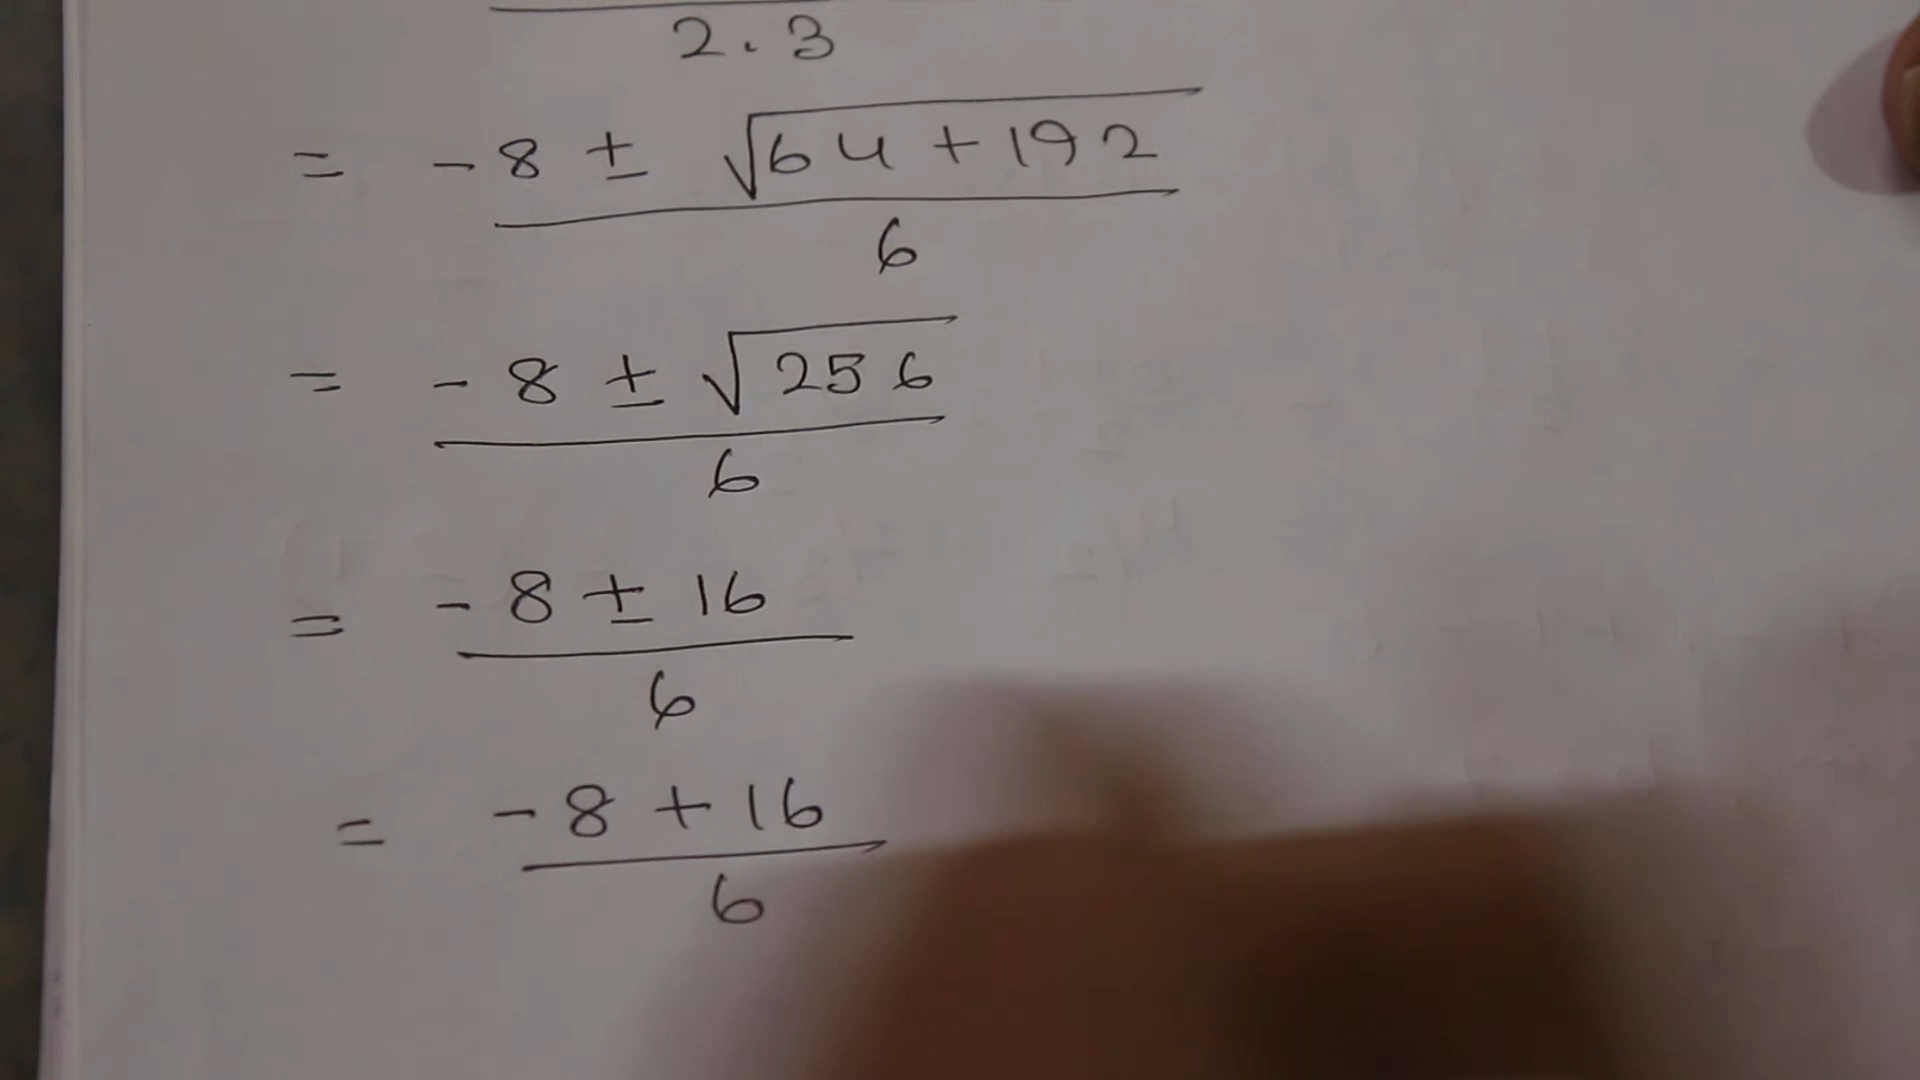 2.3
= -8 ± √64+192
6
= -8 ± √256
6
= -8 ± 16
6
= -8 + 16
6